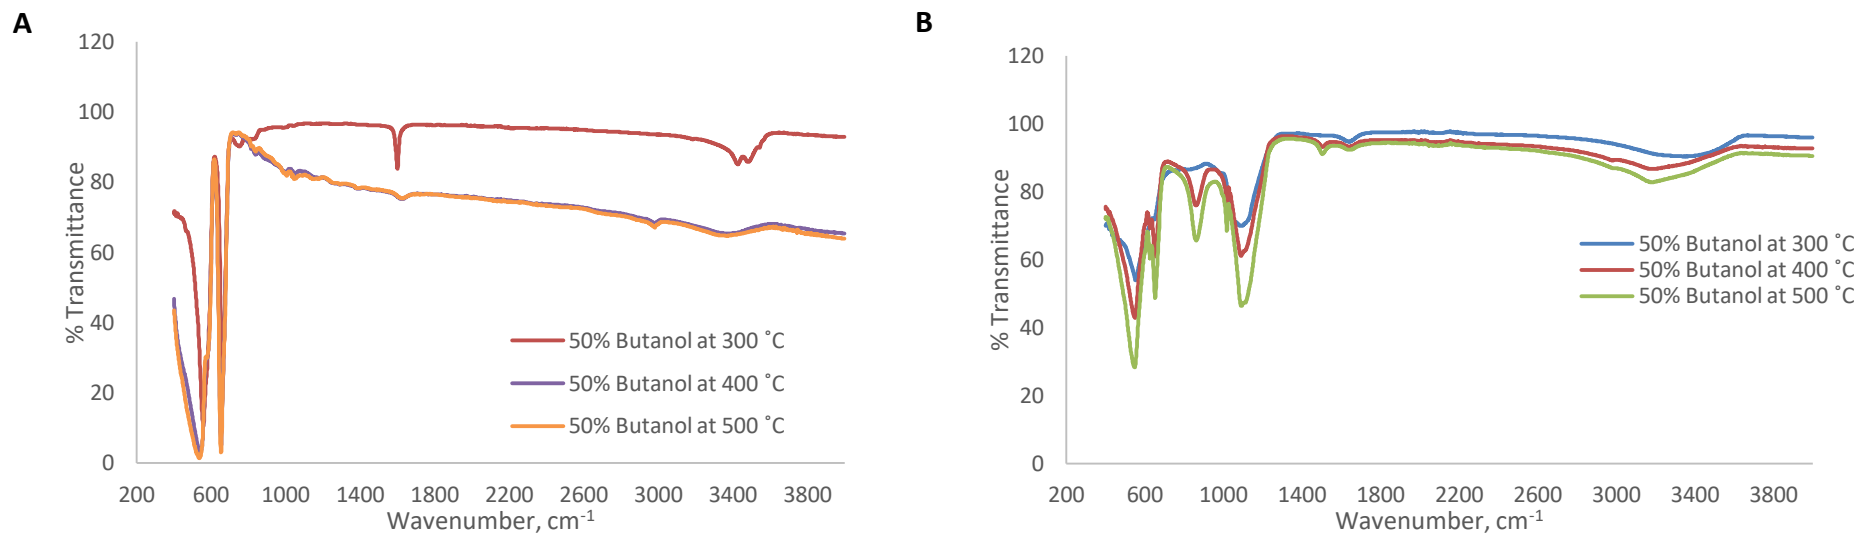 A
120
100
80
60
40
20
0
% Transmittance
200 600 1000 1400 1800 2200 2600 3000 3400 3800
Wavenumber, cm-1
50% Butanol at 300 ˚C
50% Butanol at 400 ˚C
50% Butanol at 500 ˚C
B
120
100
80
60
40
20
0
% Transmittance
200 600 1000 1400 1800 2200 2600 3000 3400 3800
Wavenumber, cm-1
50% Butanol at 300 ˚C
50% Butanol at 400 ˚C
50% Butanol at 500 ˚C